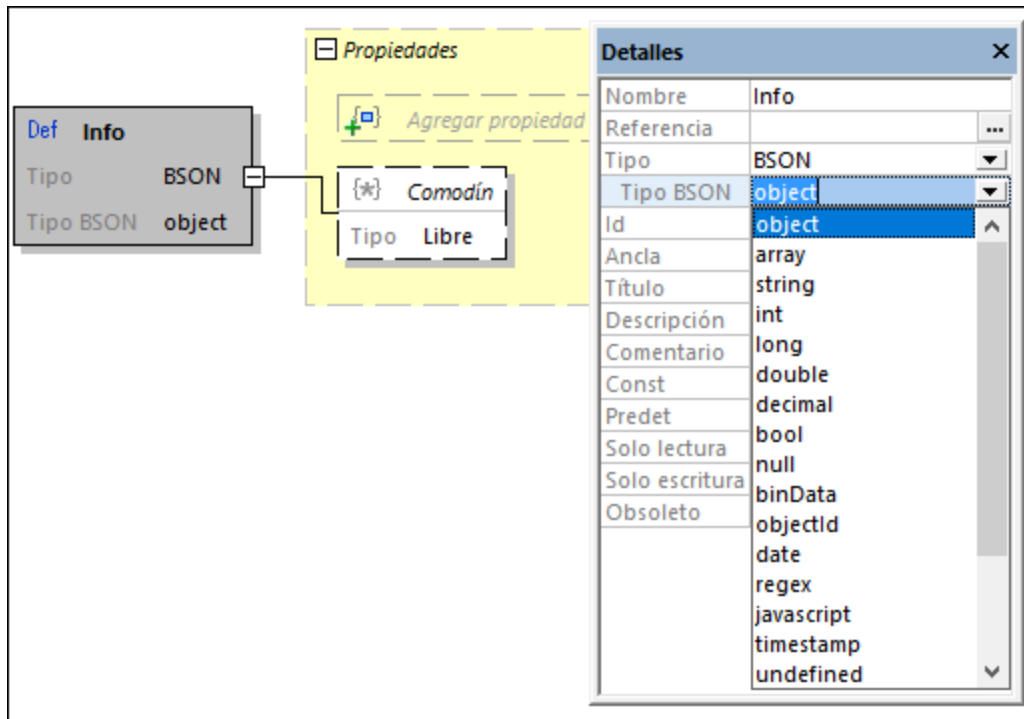 Propiedades
Agregar propiedad
Def Info
Tipo BSON
Tipo BSON object
{*} Comodín
Tipo Libre
Detalles
Nombre Info
Referencia ...
Tipo BSON
Tipo BSON object
Id
Ancla
Título
Descripción
Comentario
Const
Predet
Solo lectura
Solo escritura
Obsoleto
object
array
string
int
long
double
decimal
bool
null
binData
objectId
date
regex
javascript
timestamp
undefined